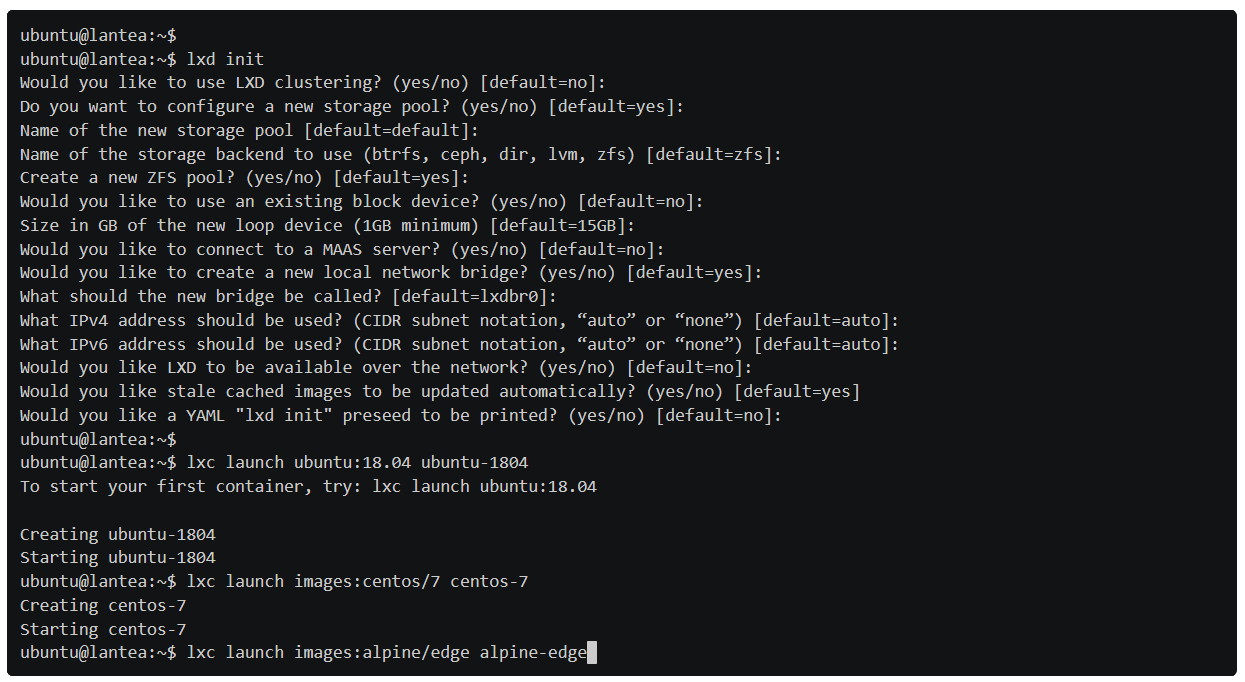 ubuntu@lantea:~$
ubuntu@lantea:~$ lxd init
Would you like to use LXD clustering? (yes/no) [default=no]:
Do you want to configure a new storage pool? (yes/no) [default=yes]:
Name of the new storage pool [default=default]:
Name of the storage backend to use (btrfs, ceph, dir, lvm, zfs) [default=zfs]:
Create a new ZFS pool? (yes/no) [default=yes]:
Would you like to use an existing block device? (yes/no) [default=no]:
Size in GB of the new loop device (1GB minimum) [default=15GB]:
Would you like to connect to a MAAS server? (yes/no) [default=no]:
Would you like to create a new local network bridge? (yes/no) [default=yes]:
What should the new bridge be called? [default=lxdbr0]:
What IPv4 address should be used? (CIDR subnet notation, “auto” or “none”) [default=auto]:
What IPv6 address should be used? (CIDR subnet notation, “auto” or “none”) [default=auto]:
Would you like LXD to be available over the network? (yes/no) [default=no]:
Would you like stale cached images to be updated automatically? (yes/no) [default=yes]
Would you like a YAML "lxd init" preseed to be printed? (yes/no) [default=no]:
ubuntu@lantea:~$
ubuntu@lantea:~$ lxc launch ubuntu:18.04 ubuntu-1804
To start your first container, try: lxc launch ubuntu:18.04

Creating ubuntu-1804
Starting ubuntu-1804
ubuntu@lantea:~$ lxc launch images:centos/7 centos-7
Creating centos-7
Starting centos-7
ubuntu@lantea:~$ lxc launch images:alpine/edge alpine-edge